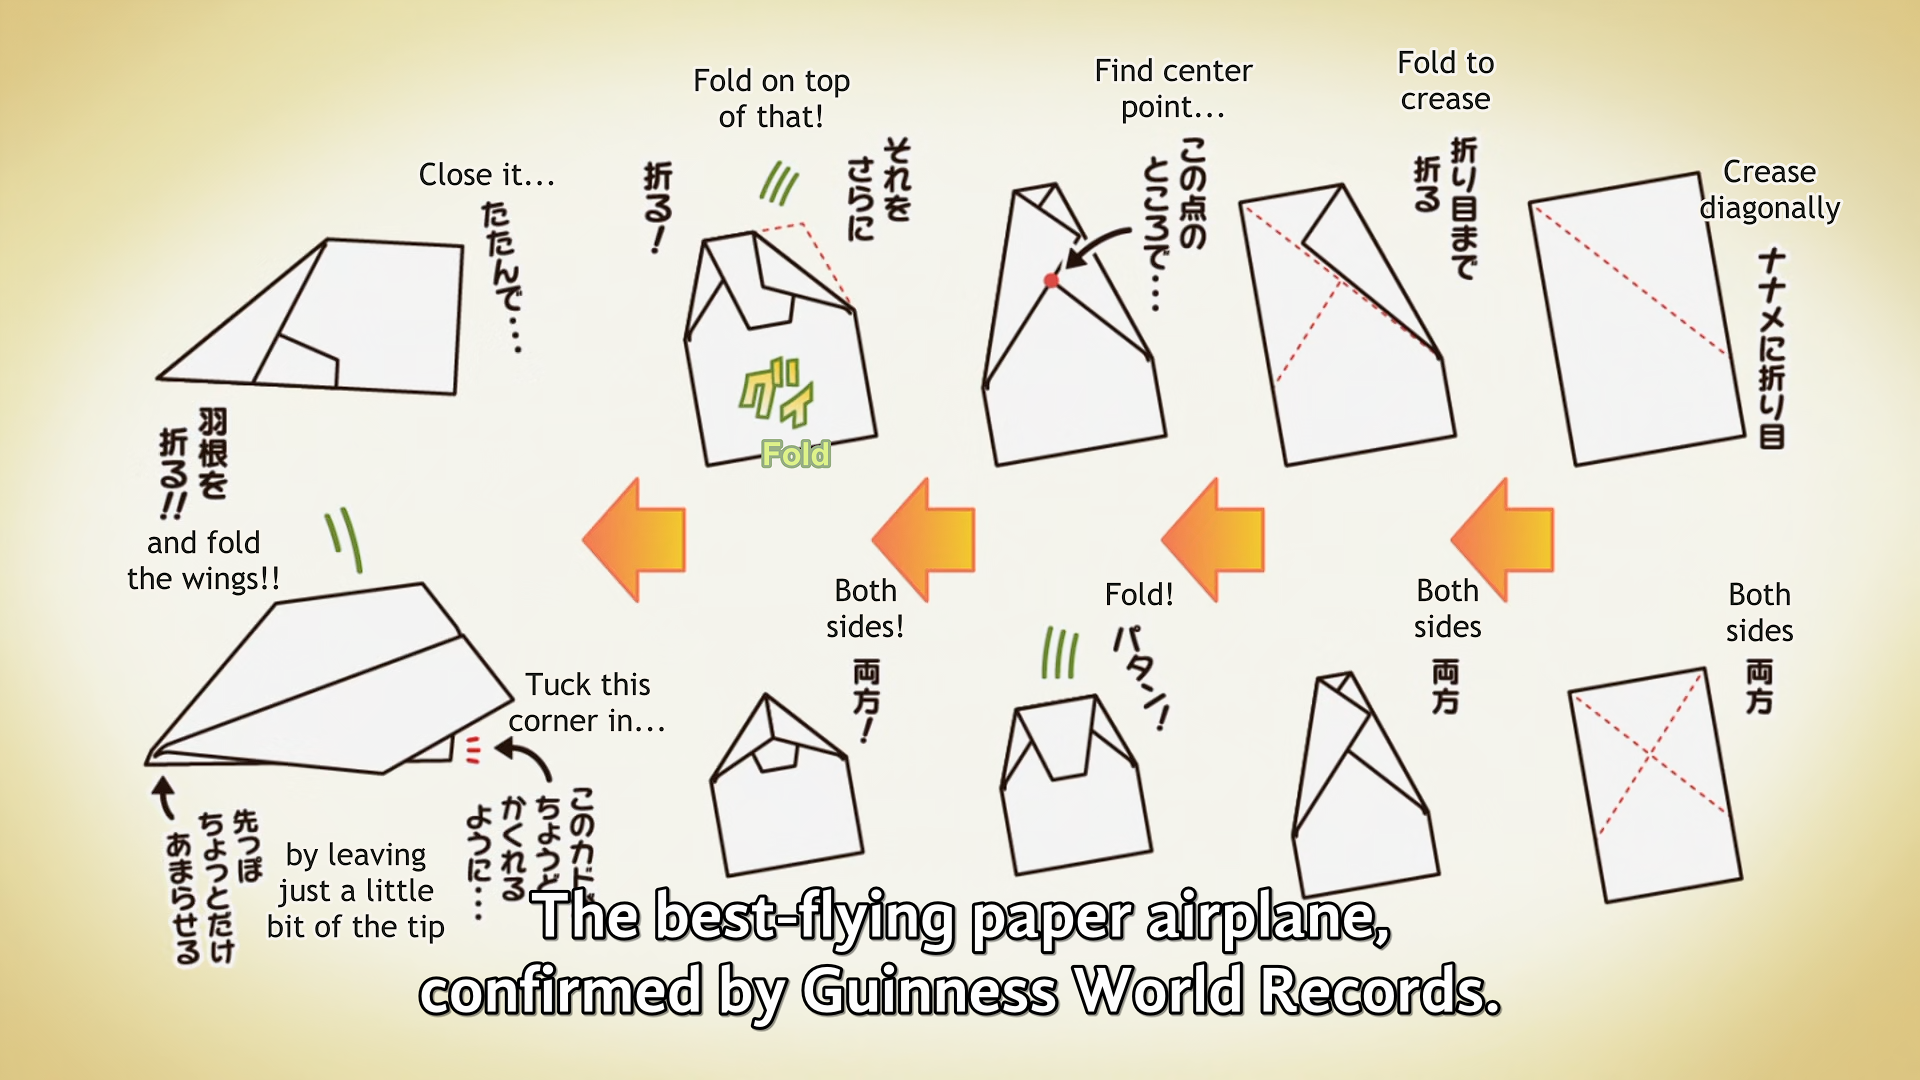 Crease
diagonally
ナナメに折り目
Both
sides
両方
Fold to
crease
折り目まで
折る
Both
sides
両方
Find center
point...
この点の
ところで…
Fold!
パタン!
Fold on top
of that!
それを
さらに
折る!
グイ
Fold
Both
sides!
両方!
Close it...
たたんで…
羽根を
折る!!
and fold
the wings!!
Tuck this
corner in...
このカドが
ちょうど
かくれる
ように…
先っぽ
ちょっとだけ
あまらせる
by leaving
just a little
bit of the tip
The best-flying paper airplane,
confirmed by Guinness World Records.